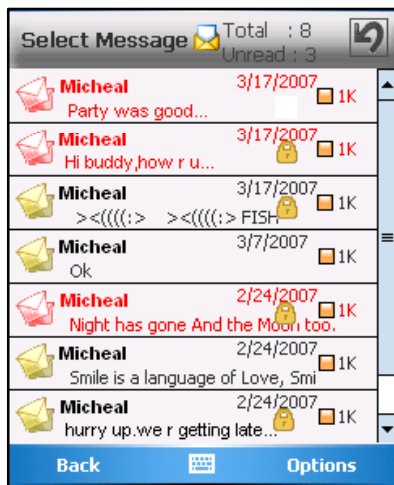 Select Message Total : 8
Unread : 3
Micheal 3/17/2007
Party was good... 1K
Micheal 3/17/2007
Hi buddy,how r u... 1K
Micheal 3/17/2007
><((((:> ><((((:> FISH 1K
Micheal 3/7/2007
Ok 1K
Micheal 2/24/2007
Night has gone And the Moon too. 1K
Micheal 2/24/2007
Smile is a language of Love, Smi 1K
Micheal 2/24/2007
hurry up.we r getting late... 1K
Back Options